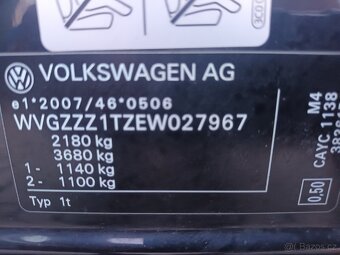 VOLKSWAGEN AG
e1*2007/46*0506
WVGZZZ1TZEW027967
2180 kg
3680 kg
1- 1140 kg
2- 1100 kg
Typ 1t
0,50
CAYC 1138
M4